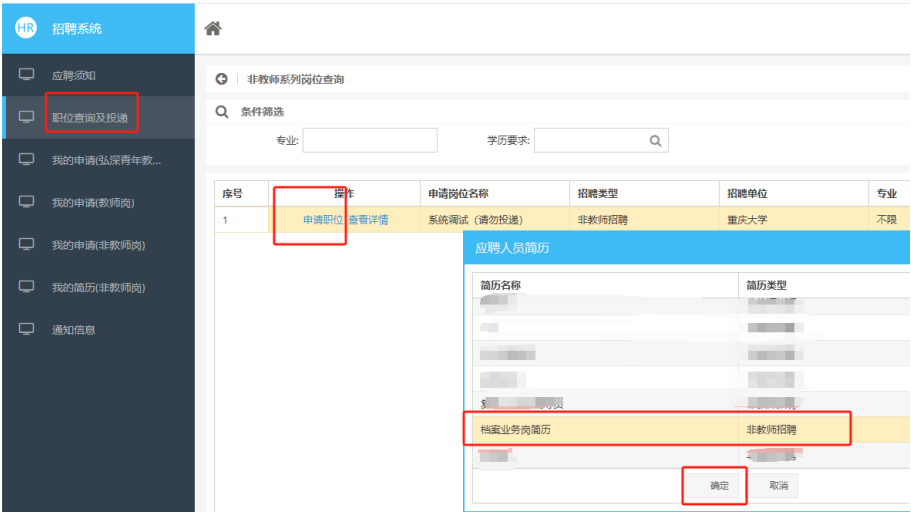 HR 招聘系统
应聘须知
职位查询及投递
我的申请(弘深青年教...
我的申请(教师岗)
我的申请(非教师岗)
我的简历(非教师岗)
通知信息
非教师系列岗位查询
条件筛选
专业: 学历要求:
序号 操作 申请岗位名称 招聘类型 招聘单位 专业
1 申请职位 查看详情 系统调试（请勿投递） 非教师招聘 重庆大学 不限
应聘人员简历
简历名称 简历类型
档案业务岗简历 非教师招聘
确定 取消